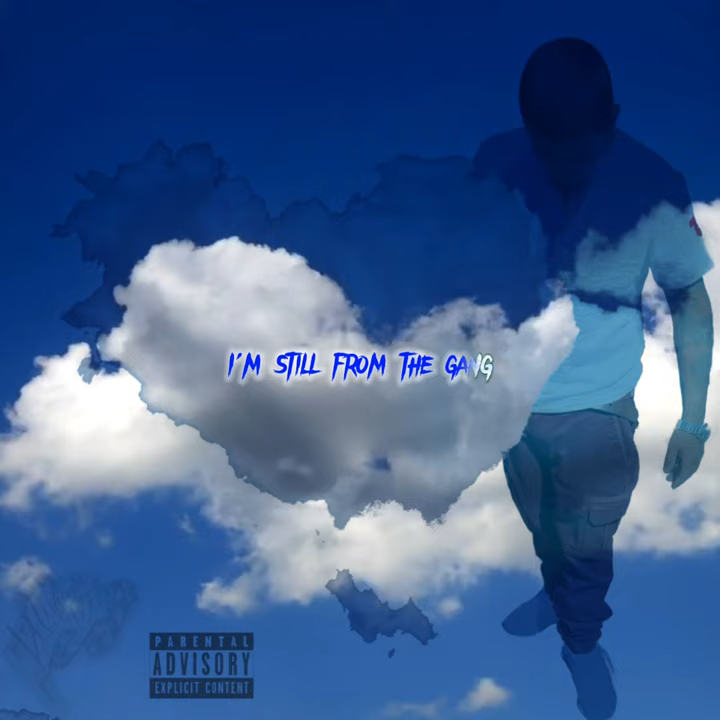 I'M STILL FROM THE GANG
PARENTAL
ADVISORY
EXPLICIT CONTENT